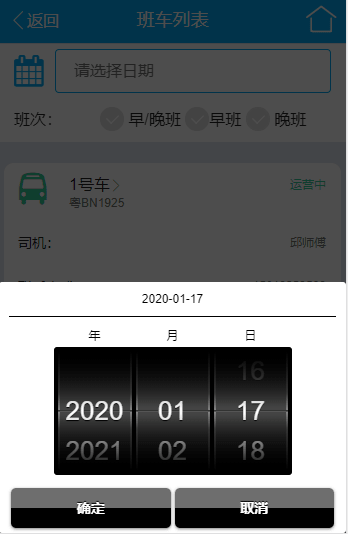 返回 班车列表
请选择日期
班次： 早/晚班 早班 晚班
1号车 运营中
粤BN1925
司机： 邱师傅
2020-01-17
年 月 日
16
2020 01 17
2021 02 18
确定 取消